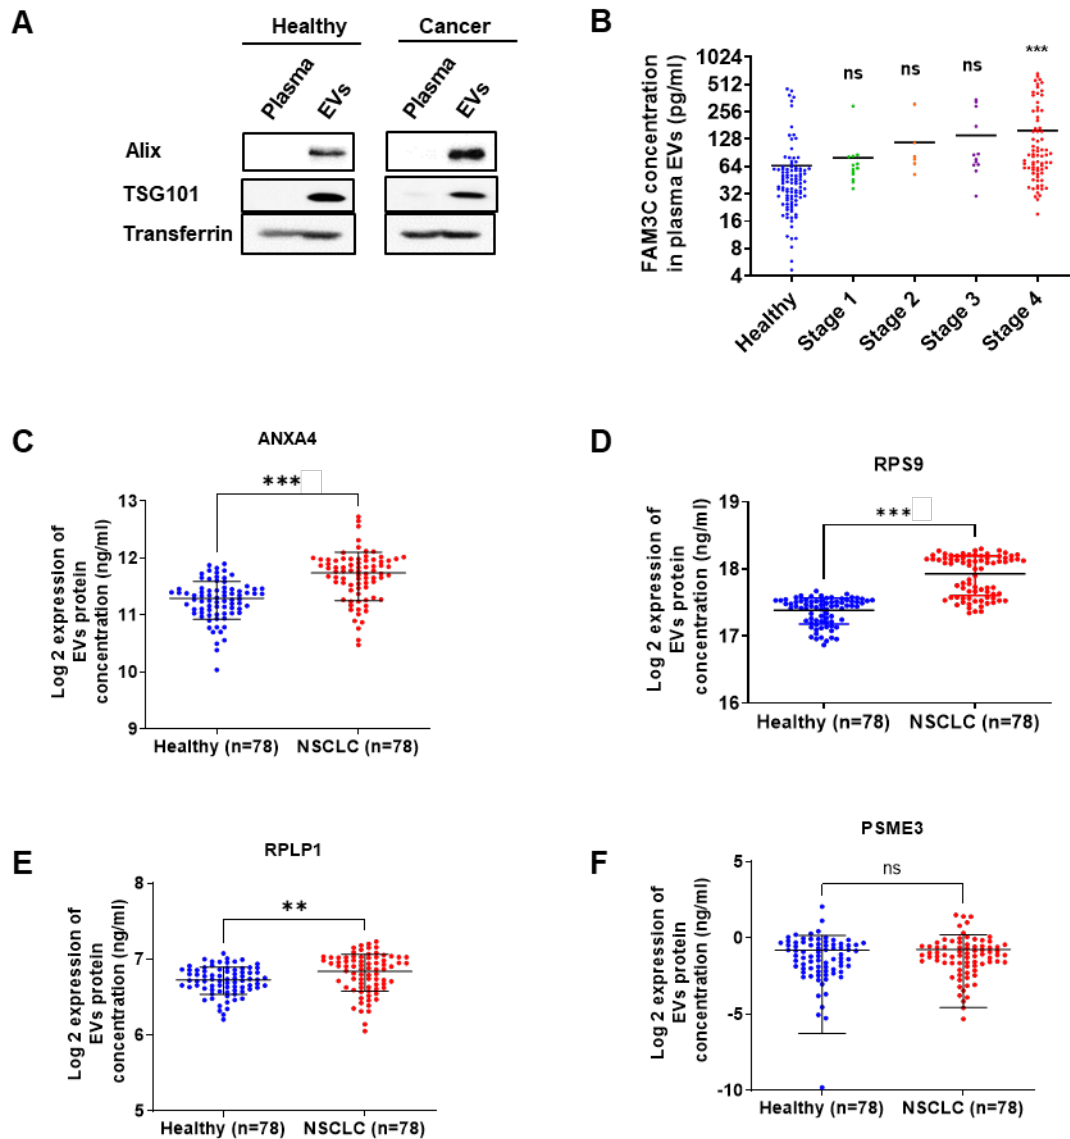 A
Healthy
Cancer
Plasma
EVs
Plasma
EVs
Alix
TSG101
Transferrin
B
FAM3C concentration
in plasma EVs (pg/ml)
1024
512
256
128
64
32
16
8
4
ns
ns
ns
***
Healthy
Stage 1
Stage 2
Stage 3
Stage 4
C
ANXA4
***
Log 2 expression of
EVs protein
concentration (ng/ml)
13
12
11
10
9
Healthy (n=78)
NSCLC (n=78)
D
RPS9
***
Log 2 expression of
EVs protein
concentration (ng/ml)
19
18
17
16
Healthy (n=78)
NSCLC (n=78)
E
RPLP1
**
Log 2 expression of
EVs protein
concentration (ng/ml)
8
7
6
5
Healthy (n=78)
NSCLC (n=78)
F
PSME3
ns
Log 2 expression of
EVs protein
concentration (ng/ml)
5
0
-5
-10
Healthy (n=78)
NSCLC (n=78)